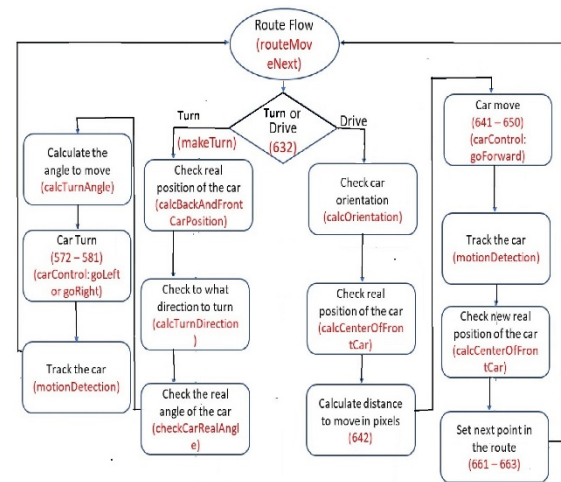 Route Flow
(routeMov
eNext)
Turn or
Drive
(632)
Turn
(makeTurn)
Drive
Check real
position of the car
(calcBackAndFront
CarPosition)
Check to what
direction to turn
(calcTurnDirection
)
Check the real
angle of the car
(checkCarRealAngl
e)
Calculate the
angle to move
(calcTurnAngle)
Car Turn
(572 – 581)
(carControl: goLeft
or goRight)
Track the car
(motionDetection)
Check car
orientation
(calcOrientation)
Check real
position of the car
(calcCenterOfFro
ntCar)
Calculate distance
to move in pixels
(642)
Car move
(641 – 650)
(carControl:
goForward)
Track the car
(motionDetection)
Check new real
position of the car
(calcCenterOfFro
ntCar)
Set next point in
the route
(661 – 663)